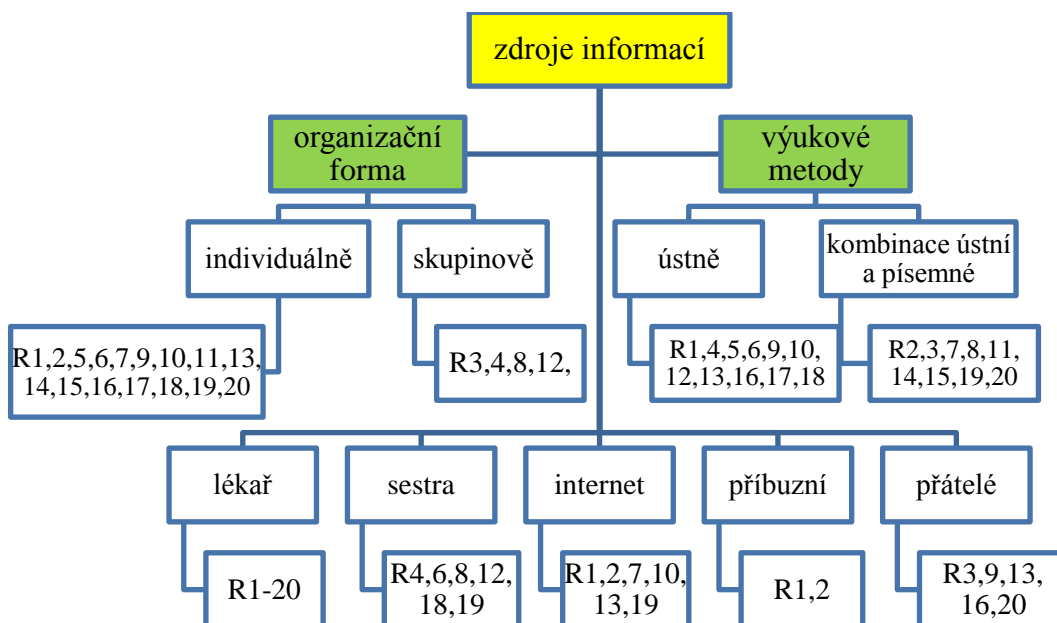 zdroje informací
organizační
forma
výukové
metody
individuálně
skupinově
ústně
kombinace ústní
a písemné
R1,2,5,6,7,9,10,11,13,
14,15,16,17,18,19,20
R3,4,8,12,
R1,4,5,6,9,10,
12,13,16,17,18
R2,3,7,8,11,
14,15,19,20
lékař
sestra
internet
příbuzní
přátelé
R1-20
R4,6,8,12,
18,19
R1,2,7,10,
13,19
R1,2
R3,9,13,
16,20